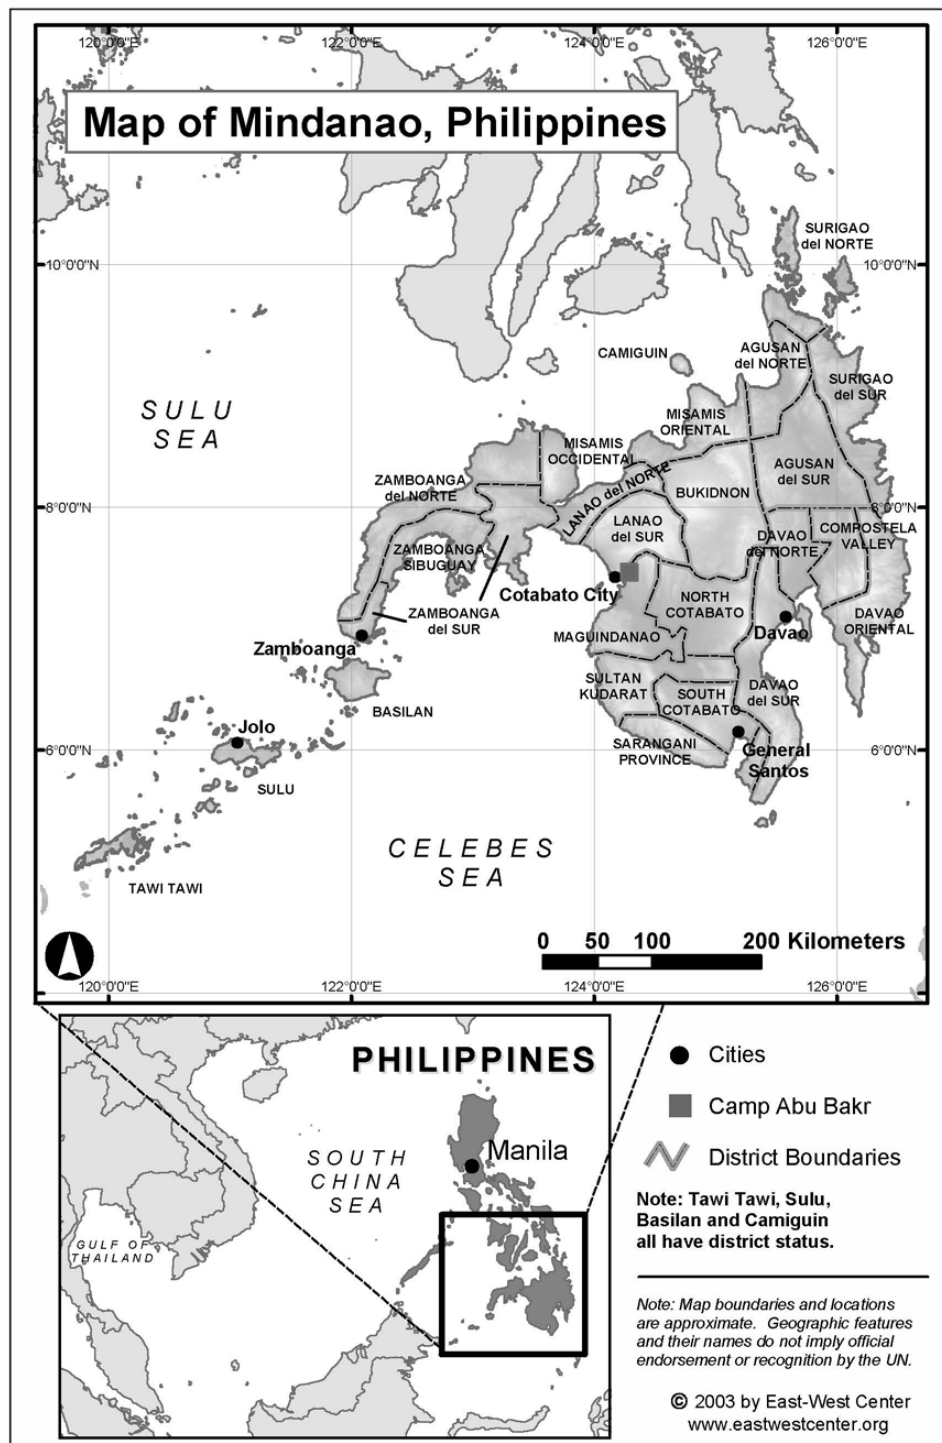 120°0'0"E
122°0'0"E
124°0'0"E
126°0'0"E
Map of Mindanao, Philippines
SURIGAO
del NORTE
10°0'0"N
10°0'0"N
CAMIGUIN
AGUSAN
del NORTE
SURIGAO
del SUR
SULU
SEA
MISAMIS
ORIENTAL
MISAMIS
OCCIDENTAL
AGUSAN
del SUR
ZAMBOANGA
del NORTE
LANAO del NORTE
BUKIDNON
8°0'0"N
8°0'0"N
LANAO
del SUR
DAVAO
del NORTE
COMPOSTELA
VALLEY
ZAMBOANGA
SIBUGUAY
Cotabato City
NORTH
COTABATO
ZAMBOANGA
del SUR
DAVAO
ORIENTAL
Zamboanga
MAGUINDANAO
Davao
SULTAN
KUDARAT
SOUTH
COTABATO
DAVAO
del SUR
BASILAN
Jolo
6°0'0"N
6°0'0"N
SARANGANI
PROVINCE
General
Santos
SULU
CELEBES
SEA
TAWI TAWI
0 50 100 200 Kilometers
120°0'0"E
122°0'0"E
124°0'0"E
126°0'0"E
PHILIPPINES
Manila
SOUTH
CHINA
SEA
GULF OF
THAILAND
Cities
Camp Abu Bakr
District Boundaries
Note: Tawi Tawi, Sulu,
Basilan and Camiguin
all have district status.
Note: Map boundaries and locations
are approximate. Geographic features
and their names do not imply official
endorsement or recognition by the UN.
© 2003 by East-West Center
www.eastwestcenter.org